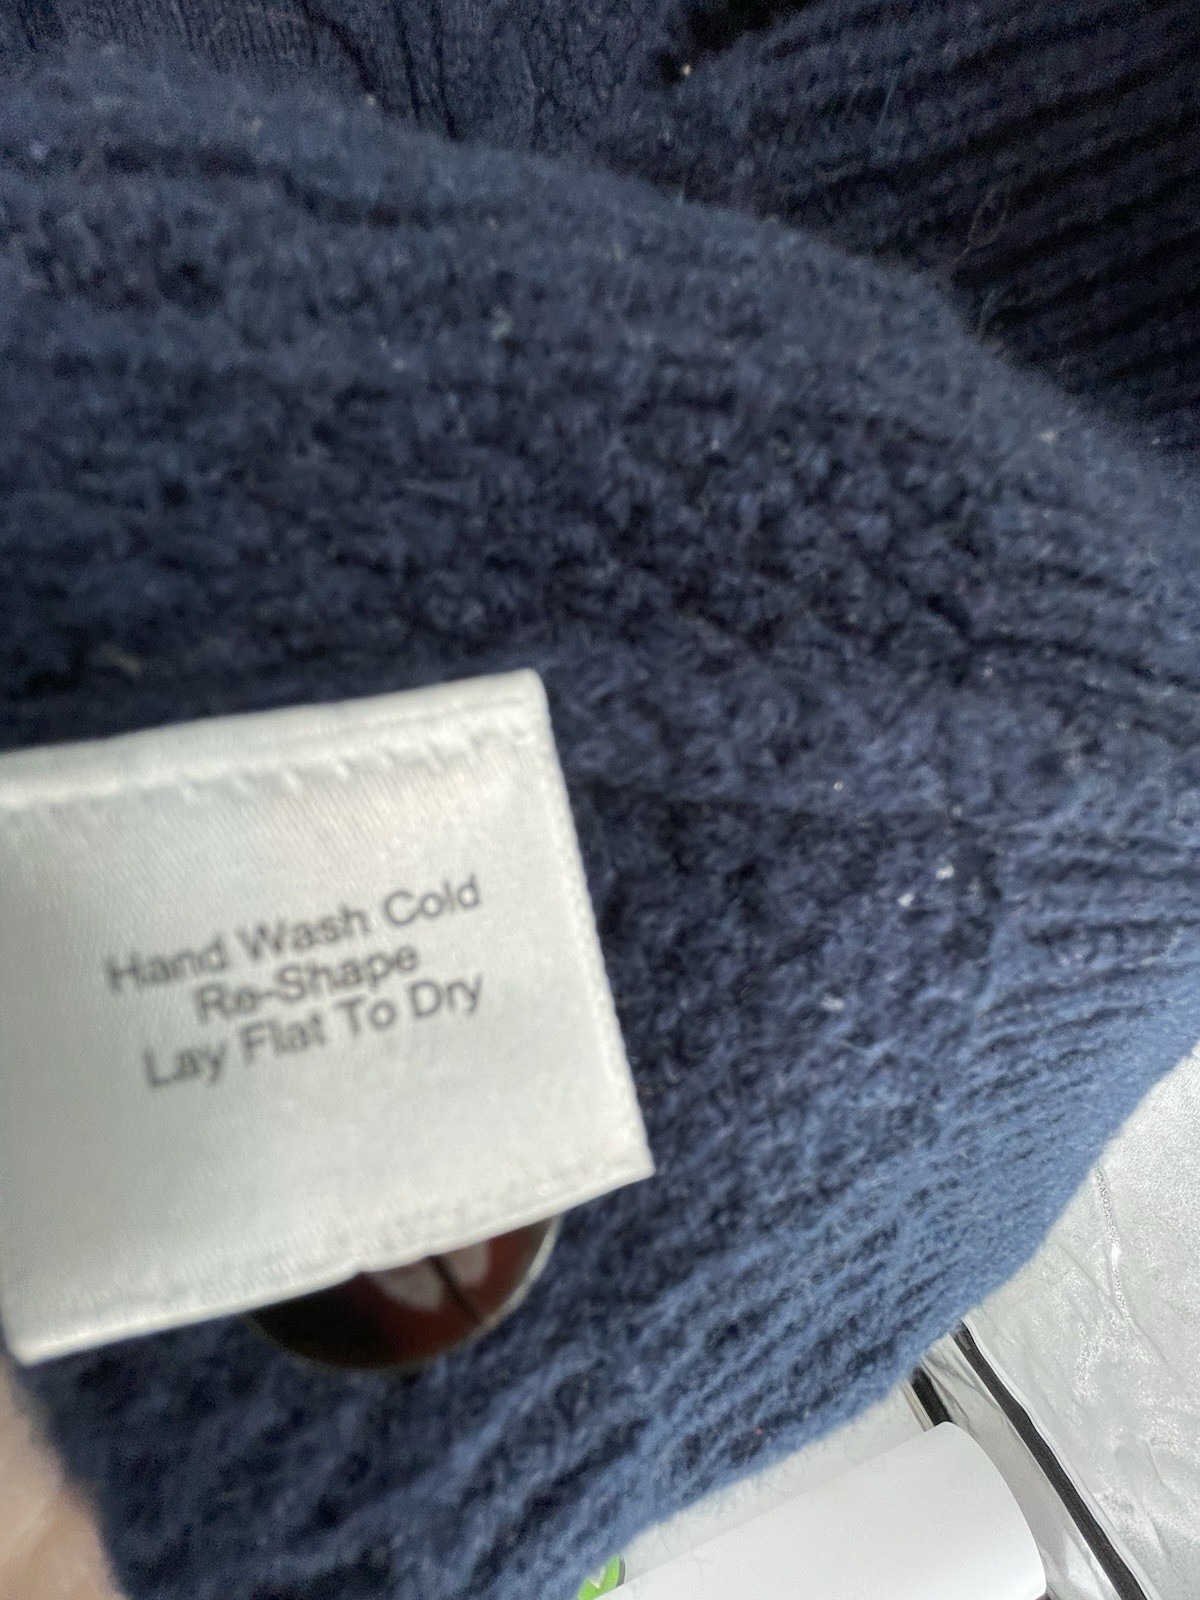 Hand Wash Cold
Re-Shape
Lay Flat To Dry